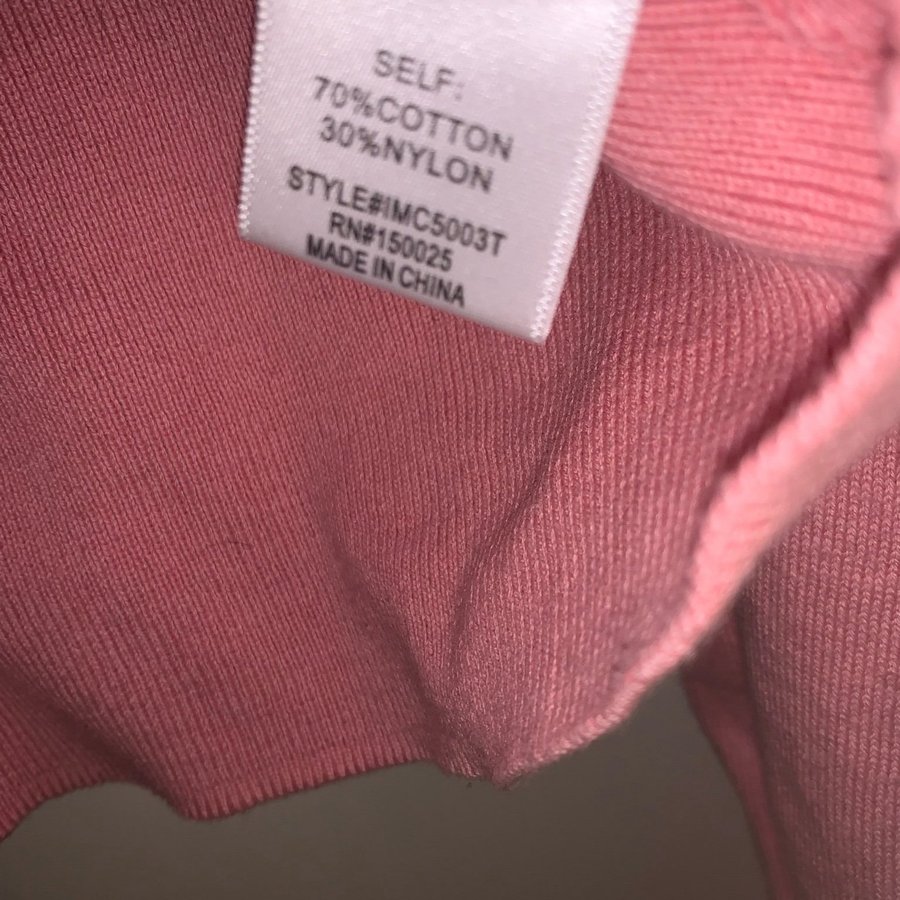 SELF:
70%COTTON
30%NYLON
STYLE#IMC5003T
RN#150025
MADE IN CHINA